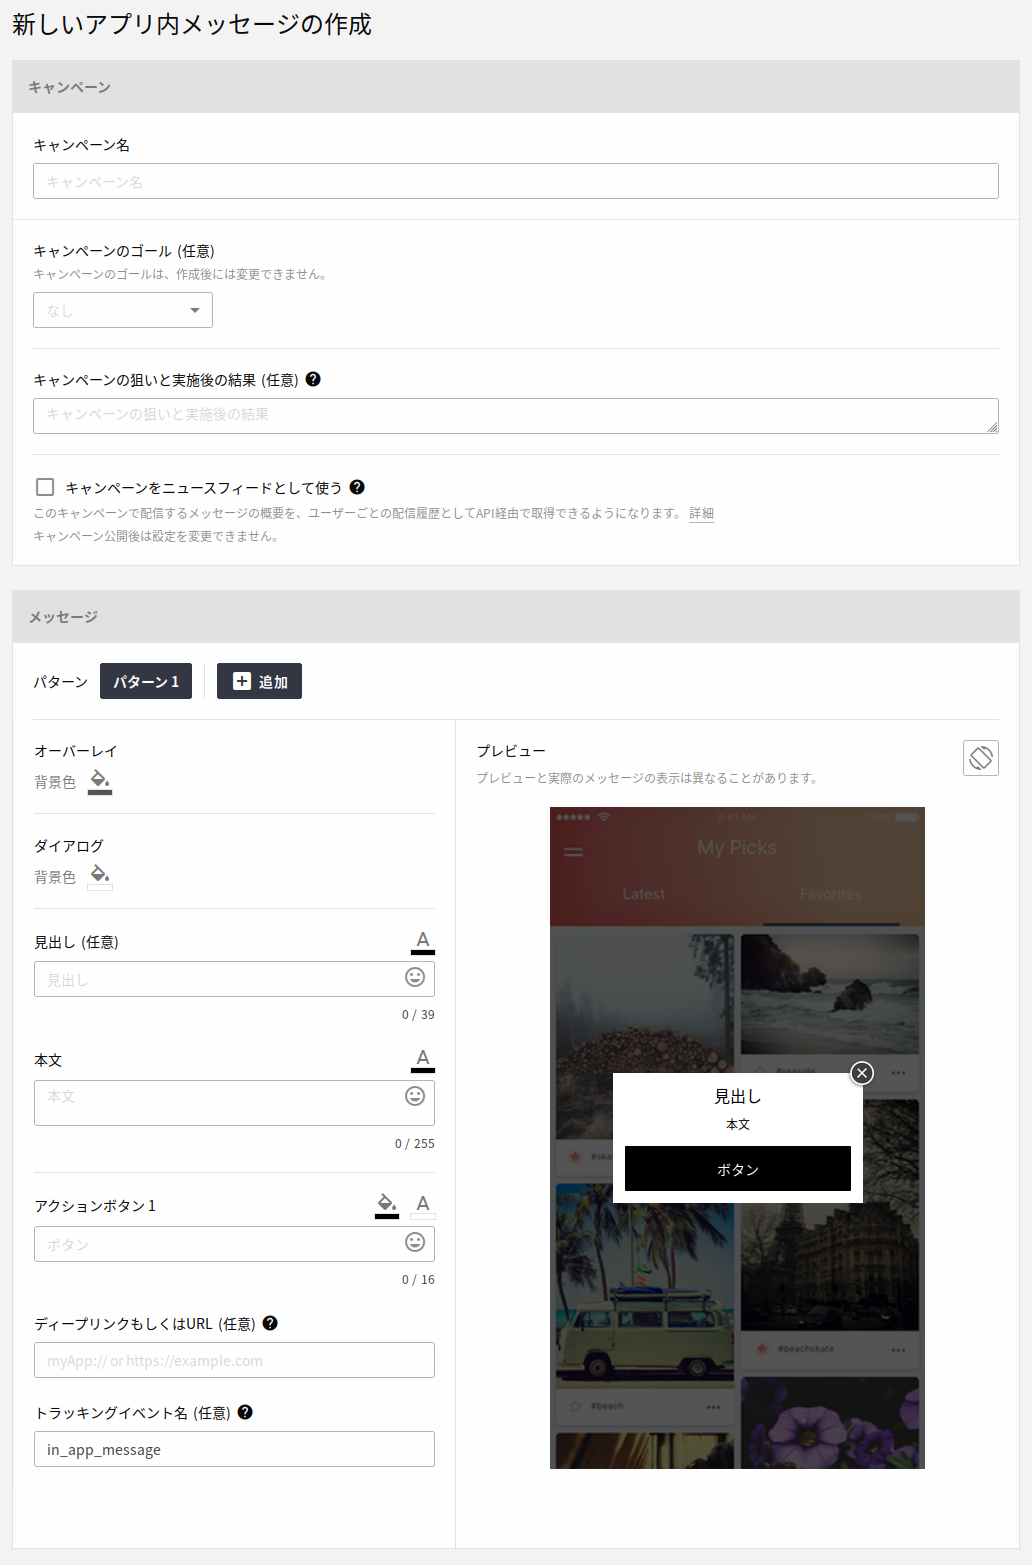 新しいアプリ内メッセージの作成
キャンペーン
キャンペーン名
キャンペーン名
キャンペーンのゴール (任意)
キャンペーンのゴールは、作成後には変更できません。
なし
キャンペーンの狙いと実施後の結果 (任意)
キャンペーンの狙いと実施後の結果
キャンペーンをニュースフィードとして使う
このキャンペーンで配信するメッセージの概要を、ユーザーごとの配信履歴としてAPI経由で取得できるようになります。 詳細
キャンペーン公開後は設定を変更できません。
メッセージ
パターン パターン 1 追加
オーバーレイ
背景色
ダイアログ
背景色
見出し (任意) A
見出し
0 / 39
本文 A
本文
0 / 255
アクションボタン 1 A
ボタン
0 / 16
ディープリンクもしくはURL (任意)
myApp:// or https://example.com
トラッキングイベント名 (任意)
in_app_message
プレビュー
プレビューと実際のメッセージの表示は異なることがあります。
9:41 AM 100%
My Picks
Latest Favorites
#seaside
見出し
本文
ボタン
#beachskate
#beach